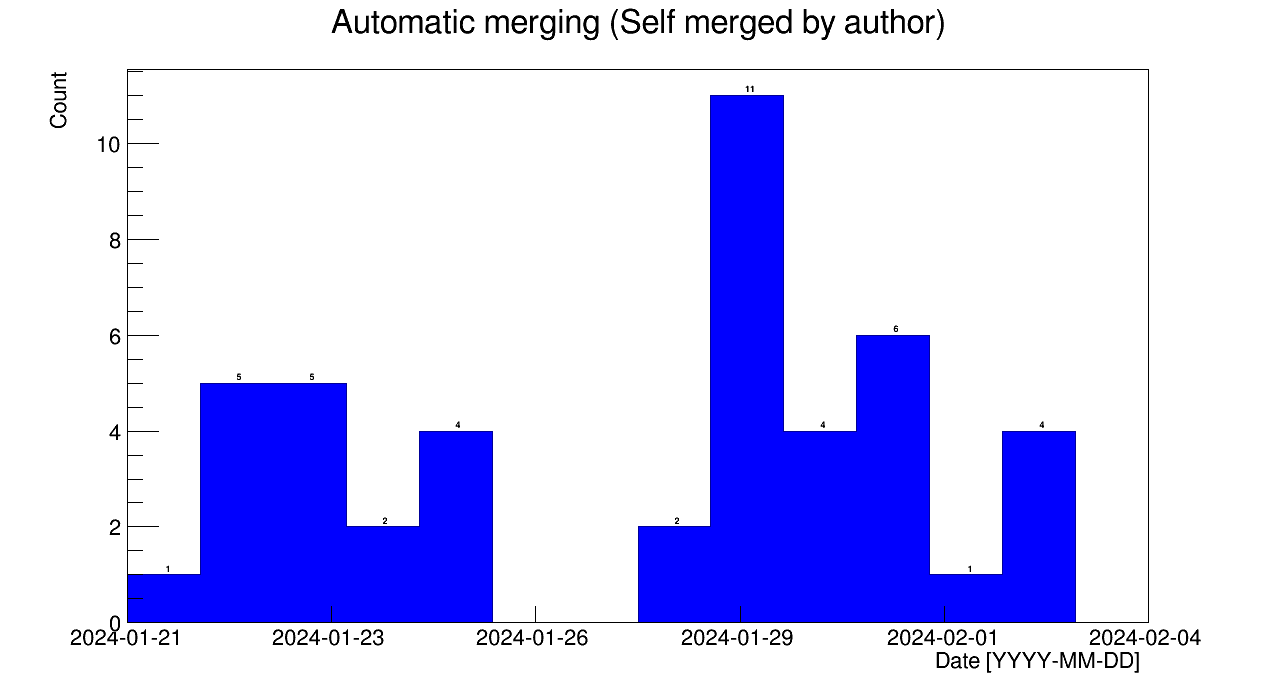 Automatic merging (Self merged by author)
Count
11
10
8
6
6
5 5
4 4 4 4
2 2 2
1 1
0
2024-01-21 2024-01-23 2024-01-26 2024-01-29 2024-02-01 2024-02-04
Date [YYYY-MM-DD]